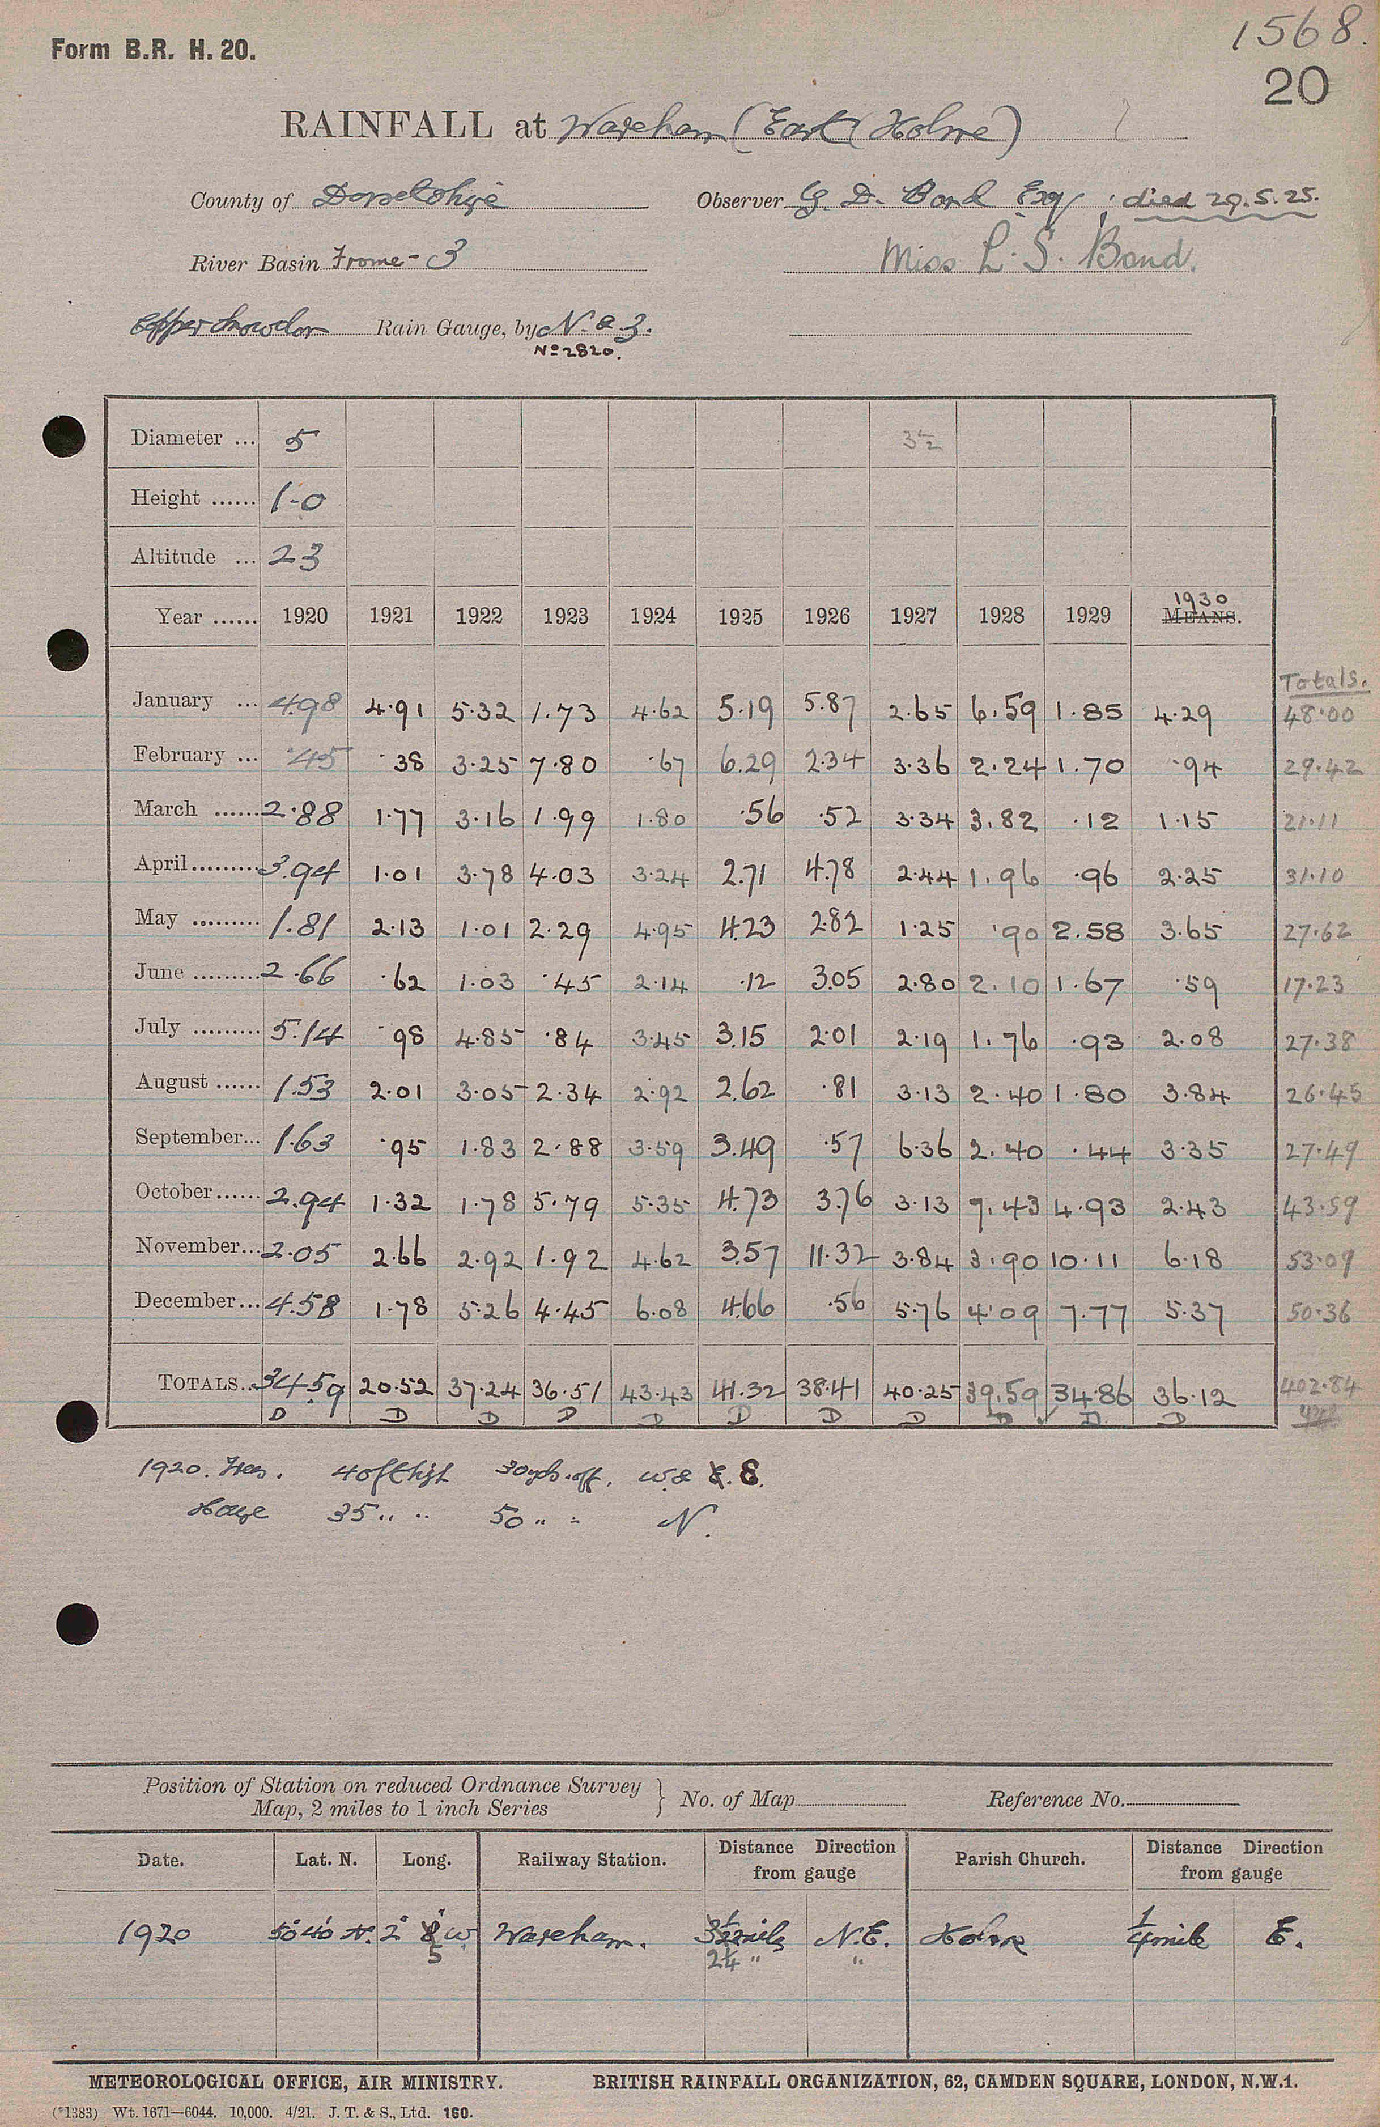 1568.
Form B.R. H. 20.
20
RAINFALL at Wareham (East Holme)
County of Dorsetshire Observer G. D. Bond Esq ; died 29.5.25.
River Basin Frome - 3 Miss L. S. Bond.
Rain Gauge, by N & Z.
No 2820.
Diameter ... 5 3½
Height ...... 1-0
Altitude ... 23
Year ...... 1920 1921 1922 1923 1924 1925 1926 1927 1928 1929 1930 MEANS.
Totals.
January ... 4.98 4.91 5.32 1.73 4.62 5.19 5.87 2.65 6.59 1.85 4.29 48.00
February ... .45 .38 3.25 7.80 .67 6.29 2.34 3.36 2.24 1.70 .94 29.42
March ...... 2.88 1.77 3.16 1.99 1.80 .56 .52 3.34 3.82 .12 1.15 21.11
April ......... 3.94 1.01 3.78 4.03 3.24 2.71 4.78 2.44 1.96 .96 2.25 31.10
May ......... 1.81 2.13 1.01 2.29 4.95 4.23 2.82 1.25 .90 2.58 3.65 27.62
June ......... 2.66 .62 1.03 .45 2.14 .12 3.05 2.80 2.10 1.67 .59 17.23
July ......... 5.14 .98 4.85 .84 3.45 3.15 2.01 2.19 1.76 .93 2.08 27.38
August ...... 1.53 2.01 3.05 2.34 2.92 2.62 .81 3.13 2.40 1.80 3.84 26.45
September... 1.63 .95 1.83 2.88 3.59 3.49 .57 6.36 2.40 .44 3.35 27.49
October ...... 2.94 1.32 1.78 5.79 5.35 4.73 3.76 3.13 7.43 4.93 2.43 43.59
November... 2.05 2.66 2.92 1.92 4.62 3.57 11.32 3.84 3.90 10.11 6.18 53.09
December... 4.58 1.78 5.26 4.45 6.08 4.66 .56 5.76 4.09 7.77 5.37 50.36
TOTALS... 34.59 20.52 37.24 36.51 43.43 41.32 38.41 40.25 39.59 34.86 36.12 402.84
D D D D D D D D D D D
1920. Trees. 40ft high 30yds. off. W. & E.
House 35 " " 50 " " N.
Position of Station on reduced Ordnance Survey Map, 2 miles to 1 inch Series } No. of Map Reference No.
Date. Lat. N. Long. Railway Station. Distance Direction from gauge Parish Church. Distance Direction from gauge
1920 50°40' N. 2° 8' W Wareham. 3½ miles N.E. Holme ¼ mile E.
5 2¼ " "
METEOROLOGICAL OFFICE, AIR MINISTRY. BRITISH RAINFALL ORGANIZATION, 62, CAMDEN SQUARE, LONDON, N.W.1.
(*1383) Wt. 1671—6044. 10,000. 4/21. J. T. & S., Ltd. 160.